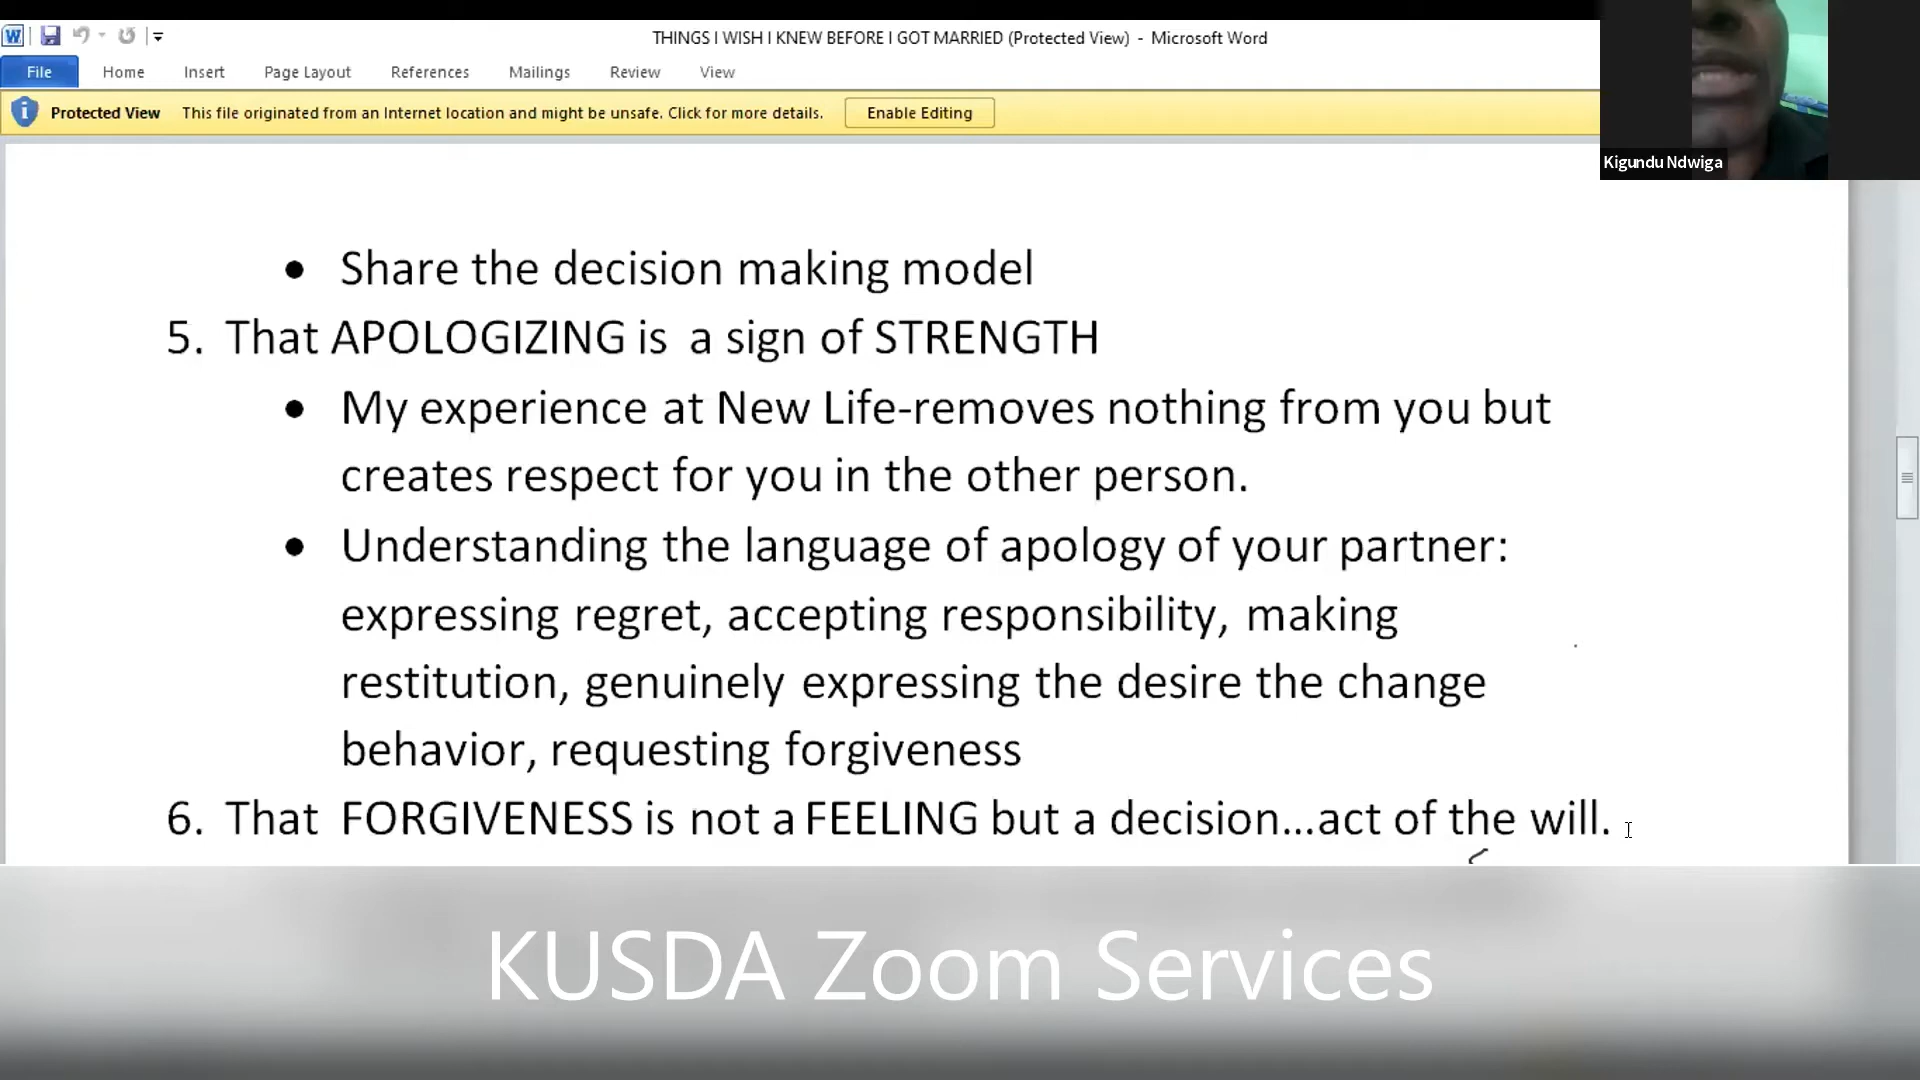 THINGS I WISH I KNEW BEFORE I GOT MARRIED (Protected View) - Microsoft Word
File Home Insert Page Layout References Mailings Review View
Protected View This file originated from an Internet location and might be unsafe. Click for more details. Enable Editing
Kigundu Ndwiga
• Share the decision making model
5. That APOLOGIZING is a sign of STRENGTH
• My experience at New Life-removes nothing from you but
creates respect for you in the other person.
• Understanding the language of apology of your partner:
expressing regret, accepting responsibility, making
restitution, genuinely expressing the desire the change
behavior, requesting forgiveness
6. That FORGIVENESS is not a FEELING but a decision...act of the will.
KUSDA Zoom Services